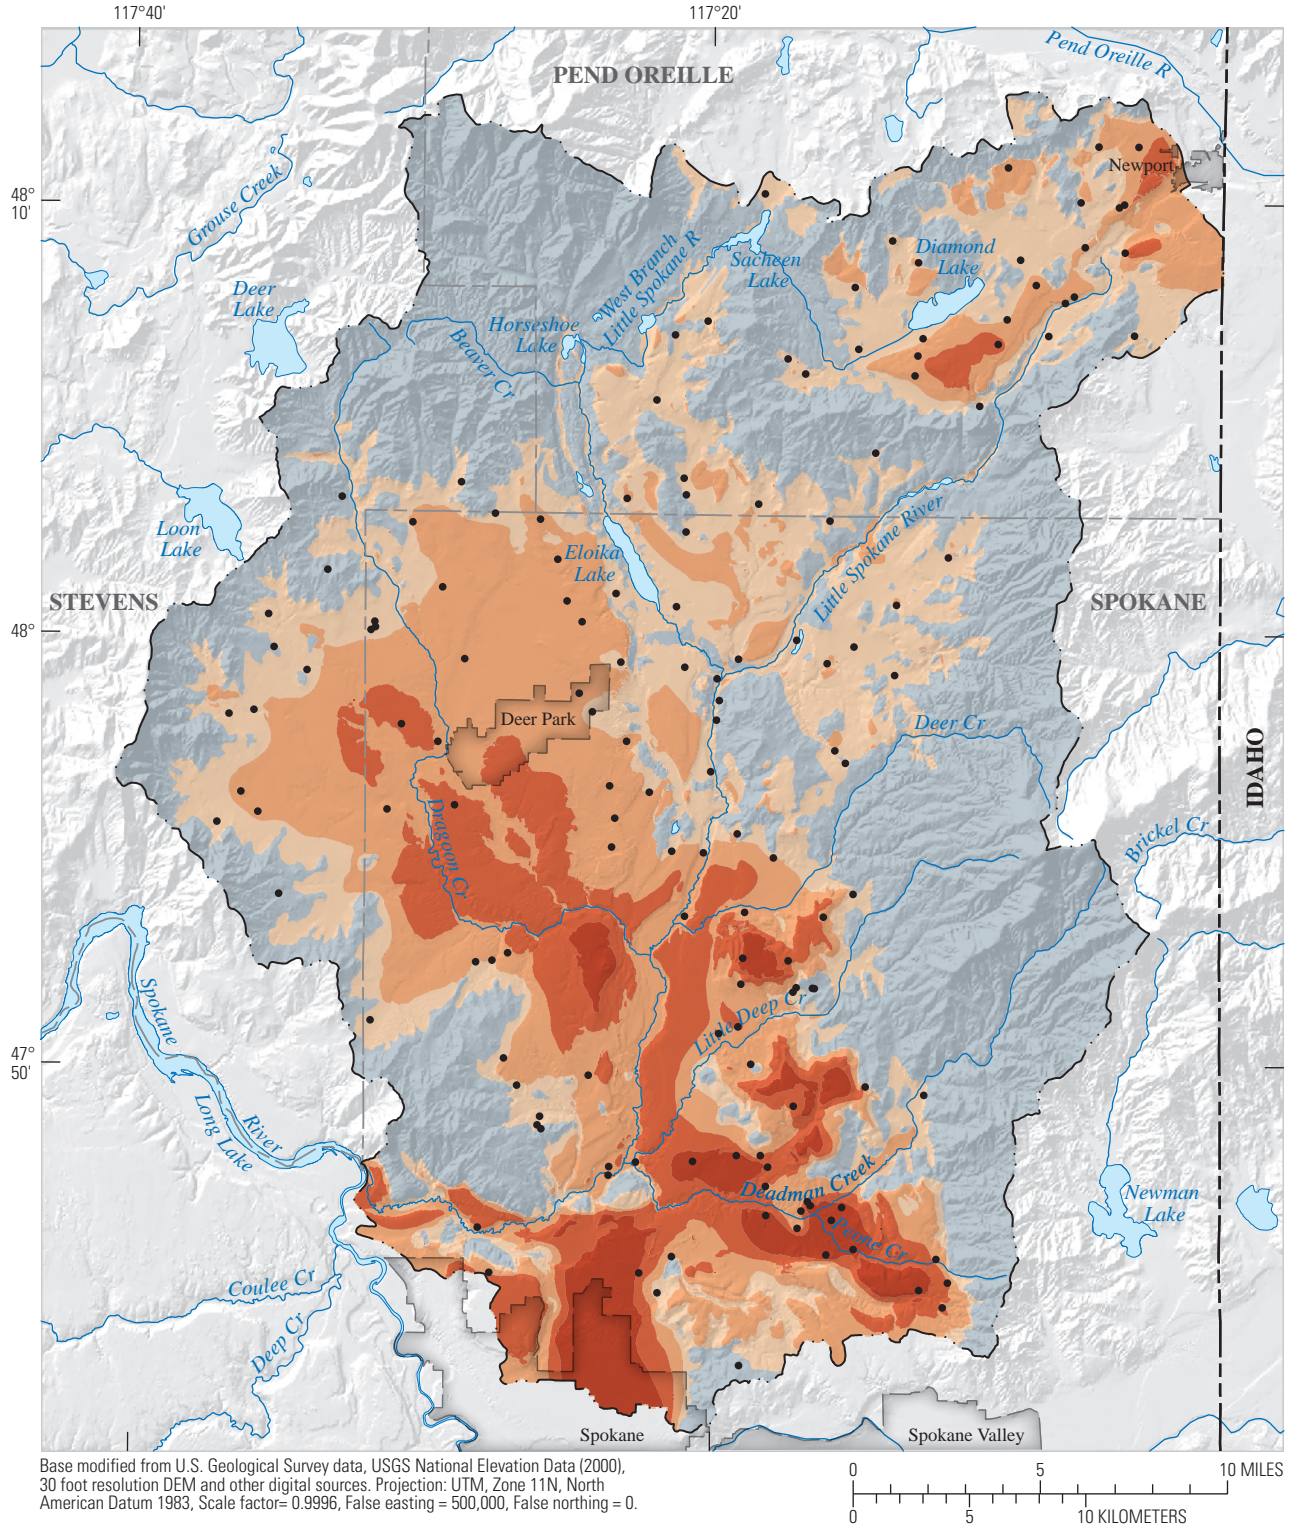 117°40'
117°20'
PEND OREILLE
Pend Oreille R
Newport
48°
10'
Grouse Creek
Deer
Lake
West Branch
Little Spokane R
Sacheen
Lake
Diamond
Lake
Horseshoe
Lake
Beaver Cr
Loon
Lake
Eloika
Lake
Little Spokane River
STEVENS
48°
SPOKANE
Deer Park
Deer Cr
IDAHO
Dragoon Cr
Brickel Cr
Spokane
River
Long Lake
47°
50'
Little Deep Cr
Deadman Creek
Peone Cr
Newman
Lake
Coulee Cr
Deep Cr
Spokane
Spokane Valley
Base modified from U.S. Geological Survey data, USGS National Elevation Data (2000),
30 foot resolution DEM and other digital sources. Projection: UTM, Zone 11N, North
American Datum 1983, Scale factor= 0.9996, False easting = 500,000, False northing = 0.
0 5 10 MILES
0 5 10 KILOMETERS